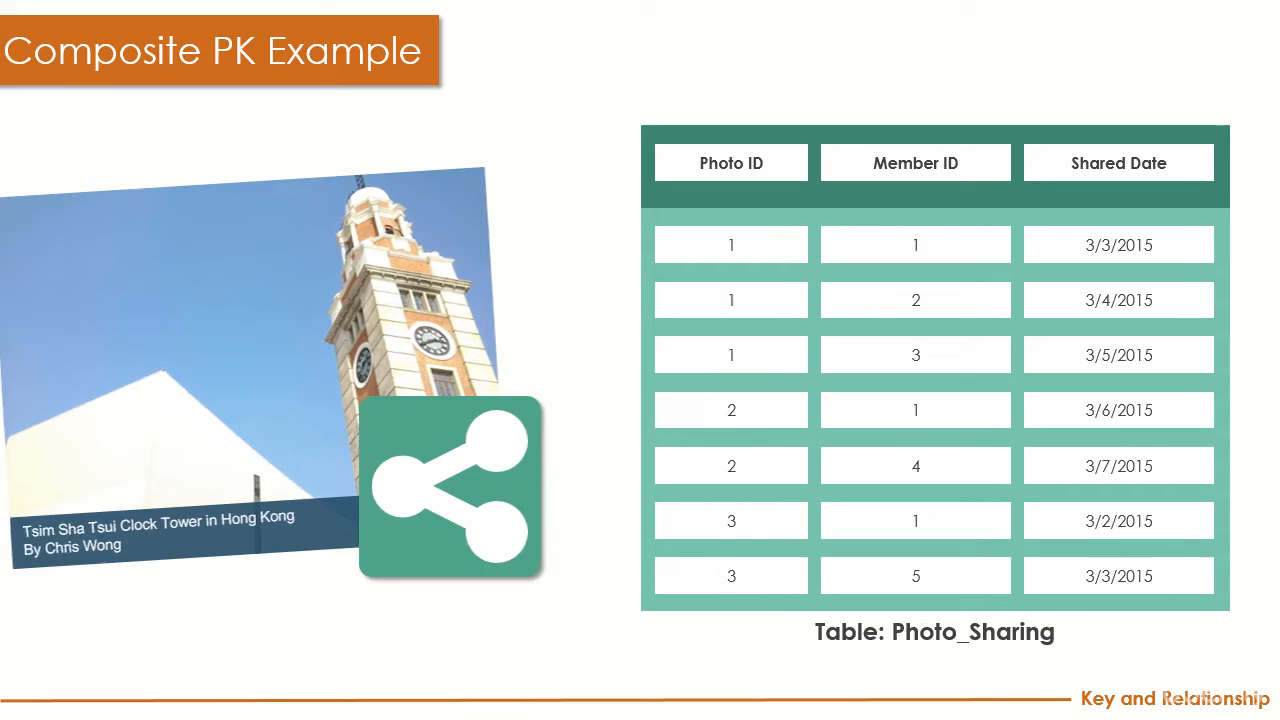 Composite PK Example
Tsim Sha Tsui Clock Tower in Hong Kong
By Chris Wong
Photo ID Member ID Shared Date
1 1 3/3/2015
1 2 3/4/2015
1 3 3/5/2015
2 1 3/6/2015
2 4 3/7/2015
3 1 3/2/2015
3 5 3/3/2015
Table: Photo_Sharing
Key and Relationship